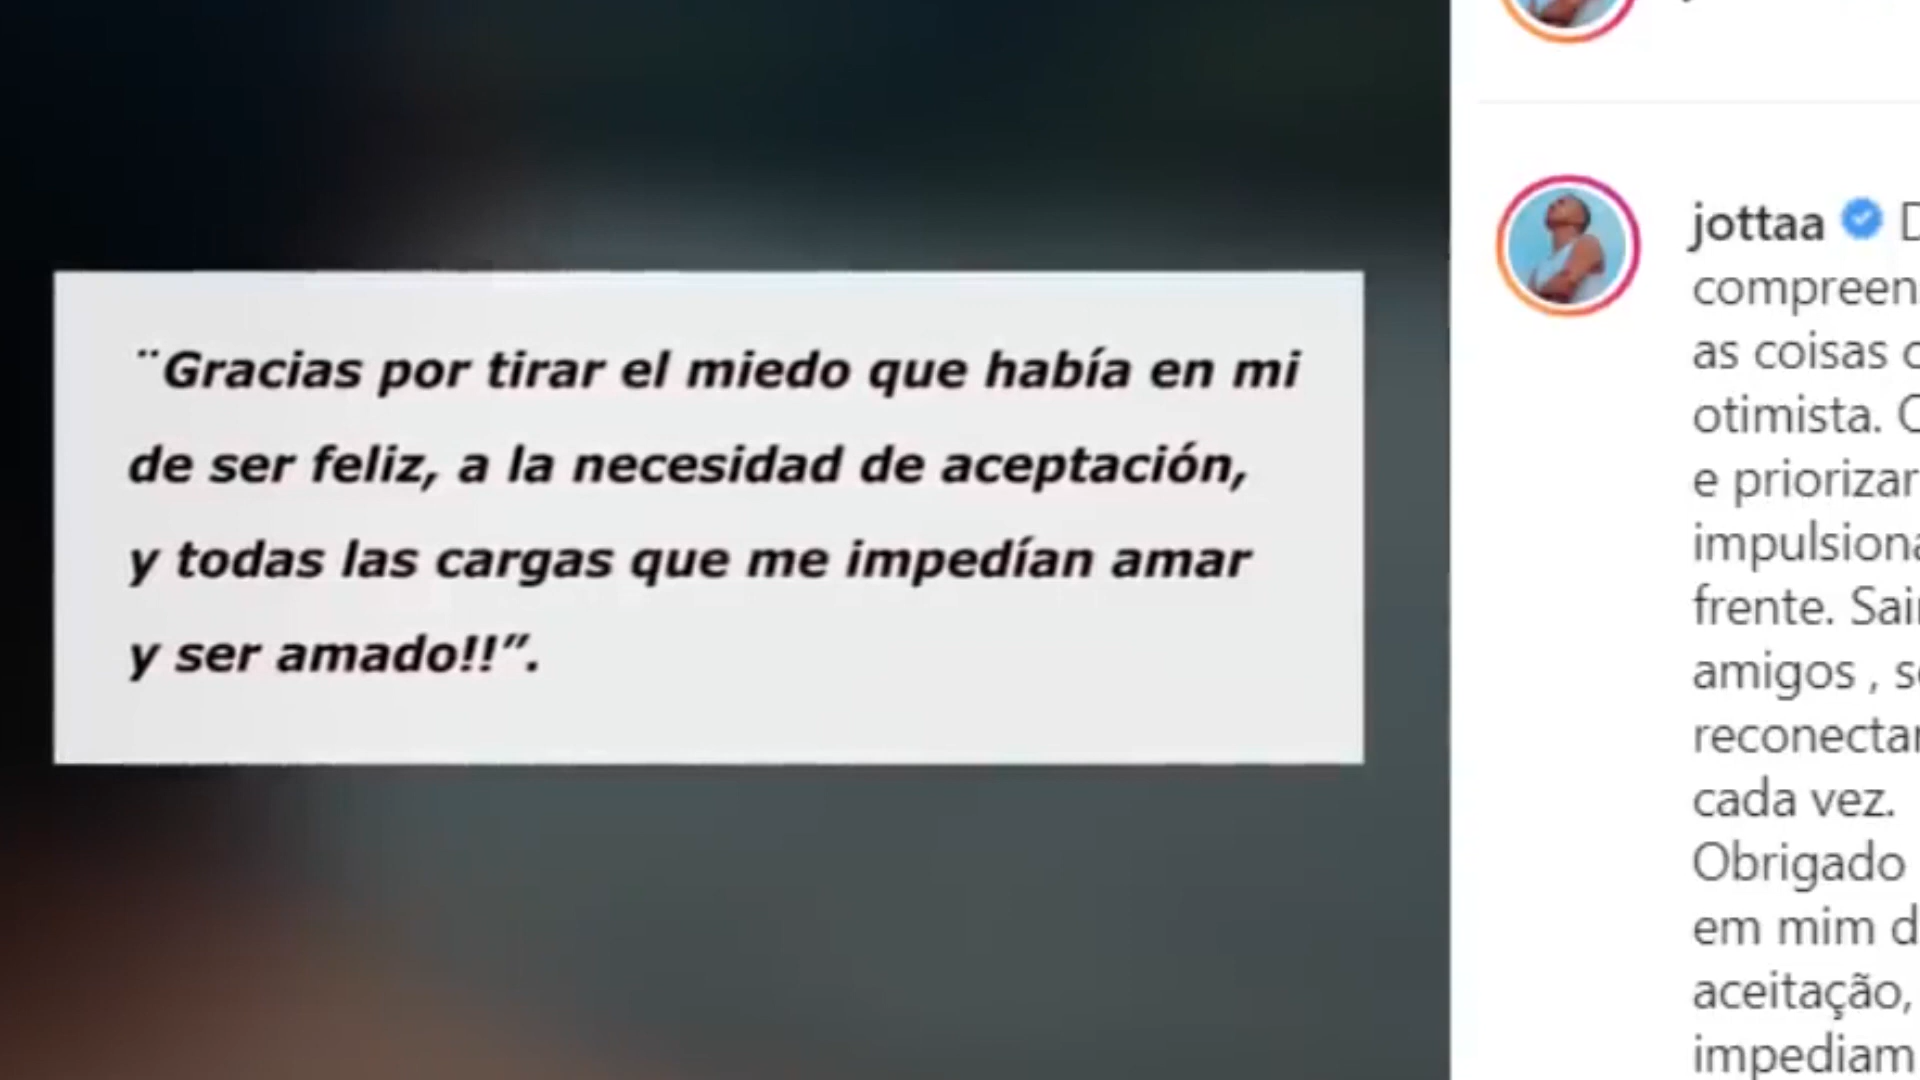 ¨Gracias por tirar el miedo que había en mi
de ser feliz, a la necesidad de aceptación,
y todas las cargas que me impedían amar
y ser amado!!”.
jottaa
compreen
as coisas
otimista.
e priorizar
impulsiona
frente. Sair
amigos ,
reconectar
cada vez.
Obrigado
em mim d
aceitação,
impediam